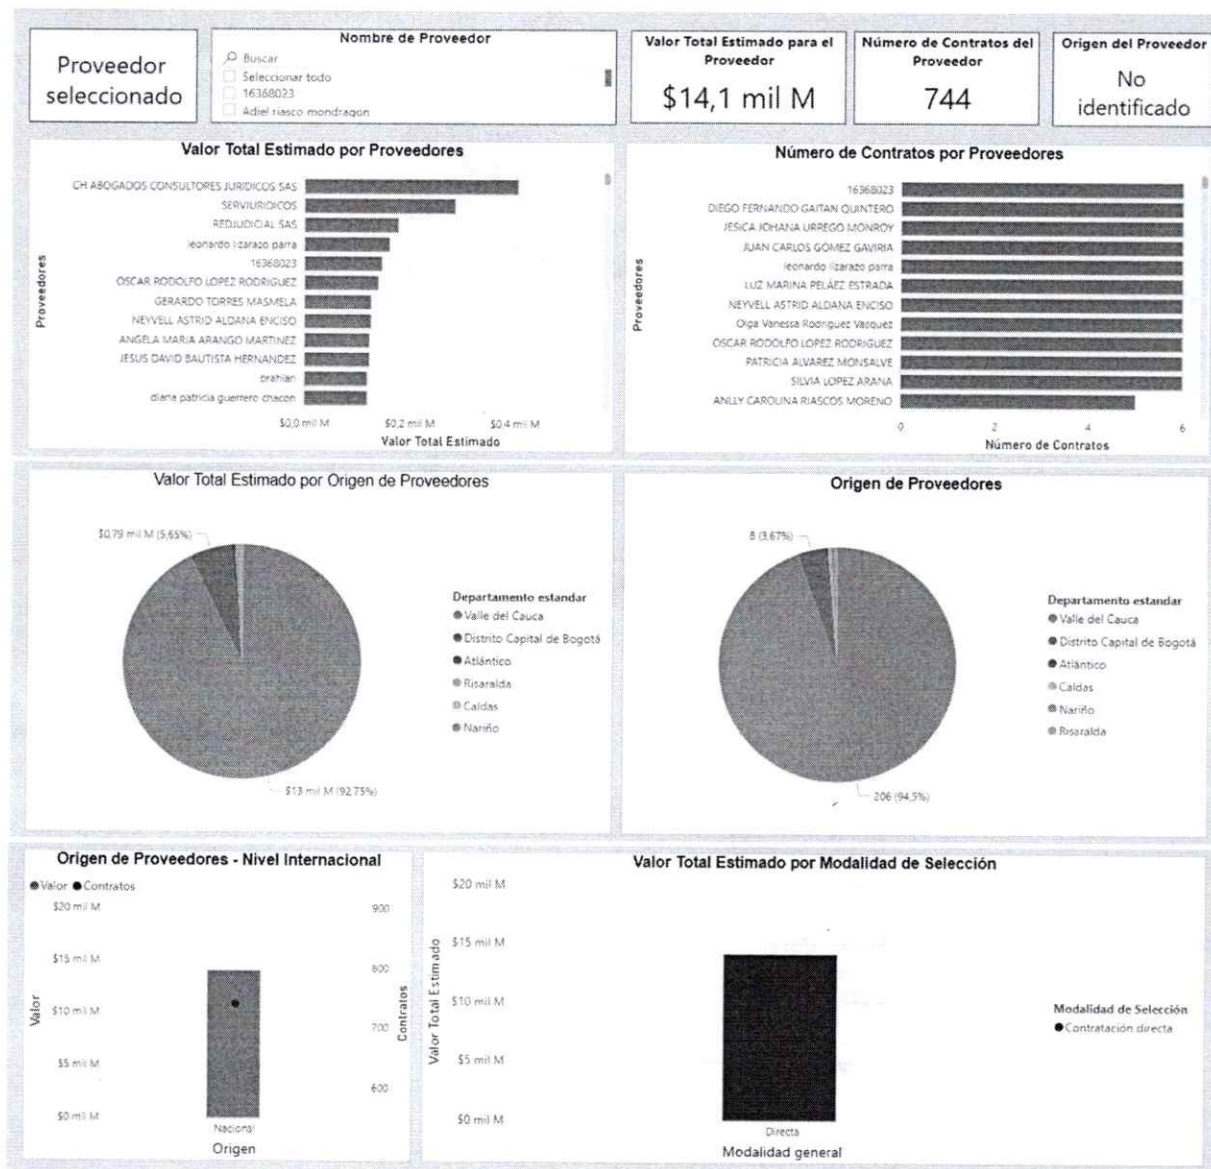 Proveedor
seleccionado
Nombre de Proveedor
Buscar
Seleccionar todo
16368023
Adiel riasco mondragon
Valor Total Estimado para el
Proveedor
$14,1 mil M
Número de Contratos del
Proveedor
744
Origen del Proveedor
No
identificado
Valor Total Estimado por Proveedores
Proveedores
CH ABOGADOS CONSULTORES JURIDICOS SAS
SERVIJURIDICOS
REDJUDICIAL SAS
leonardo lizarazo parra
16368023
OSCAR RODOLFO LOPEZ RODRIGUEZ
GERARDO TORRES MASMELA
NEYVELL ASTRID ALDANA ENCISO
ANGELA MARIA ARANGO MARTINEZ
JESUS DAVID BAUTISTA HERNANDEZ
brahian
diana patricia guerrero chacon
$0,0 mil M $0,2 mil M $0,4 mil M
Valor Total Estimado
Número de Contratos por Proveedores
Proveedores
16368023
DIEGO FERNANDO GAITAN QUINTERO
JESICA JOHANA URREGO MONROY
JUAN CARLOS GÓMEZ GAVIRIA
leonardo lizarazo parra
LUZ MARINA PELÁEZ ESTRADA
NEYVELL ASTRID ALDANA ENCISO
Olga Vanessa Rodriguez Vasquez
OSCAR RODOLFO LOPEZ RODRIGUEZ
PATRICIA ALVAREZ MONSALVE
SILVIA LOPEZ ARANA
ANLLY CAROLINA RIASCOS MORENO
0 2 4 6
Número de Contratos
Valor Total Estimado por Origen de Proveedores
$0,79 mil M (5,65%)
$13 mil M (92,75%)
Departamento estandar
Valle del Cauca
Distrito Capital de Bogotá
Atlántico
Risaralda
Caldas
Nariño
Origen de Proveedores
8 (3,67%)
206 (94,5%)
Departamento estandar
Valle del Cauca
Distrito Capital de Bogotá
Atlántico
Caldas
Nariño
Risaralda
Origen de Proveedores - Nivel Internacional
Valor Contratos
Valor
$20 mil M
$15 mil M
$10 mil M
$5 mil M
$0 mil M
900
800
700
600
Contratos
Nacional
Origen
Valor Total Estimado por Modalidad de Selección
Valor Total Estimado
$20 mil M
$15 mil M
$10 mil M
$5 mil M
$0 mil M
Directa
Modalidad general
Modalidad de Selección
Contratación directa